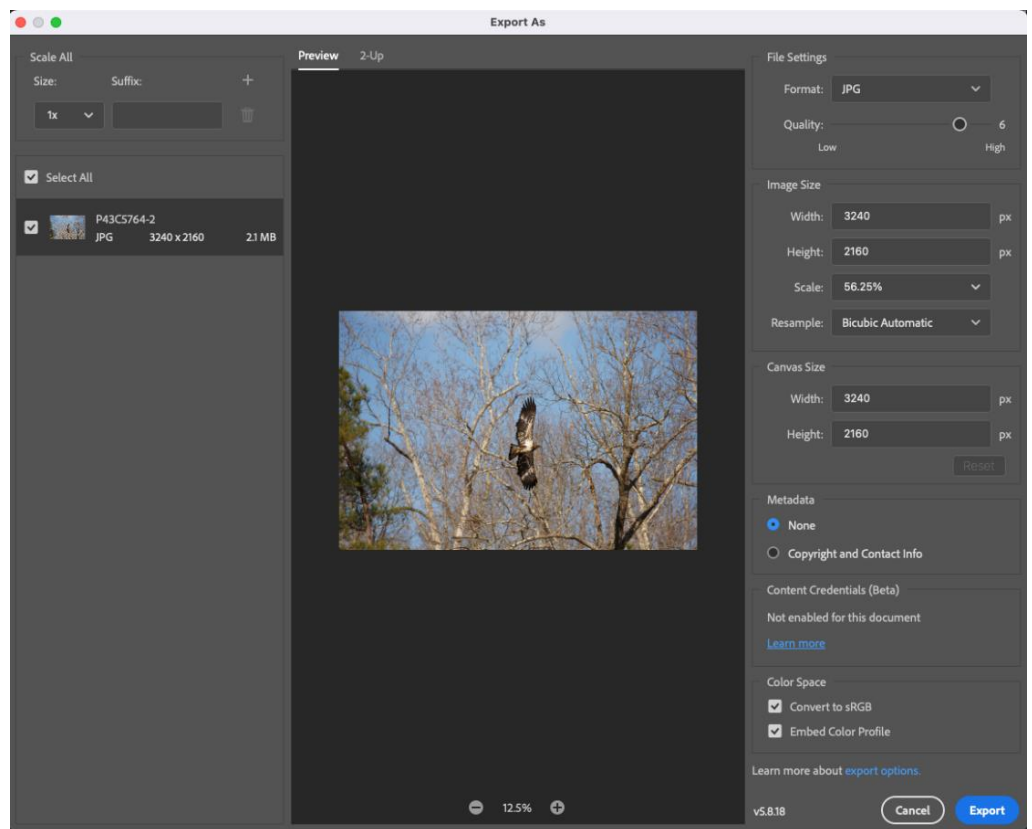 Export As
Scale All
Size: Suffix: +
1x
Select All
P43C5764-2
JPG 3240 x 2160 2.1 MB
Preview 2-Up
12.5%
File Settings
Format: JPG
Quality: 6
Low High
Image Size
Width: 3240 px
Height: 2160 px
Scale: 56.25%
Resample: Bicubic Automatic
Canvas Size
Width: 3240 px
Height: 2160 px
Reset
Metadata
None
Copyright and Contact Info
Content Credentials (Beta)
Not enabled for this document
Learn more
Color Space
Convert to sRGB
Embed Color Profile
Learn more about export options.
v5.8.18 Cancel Export